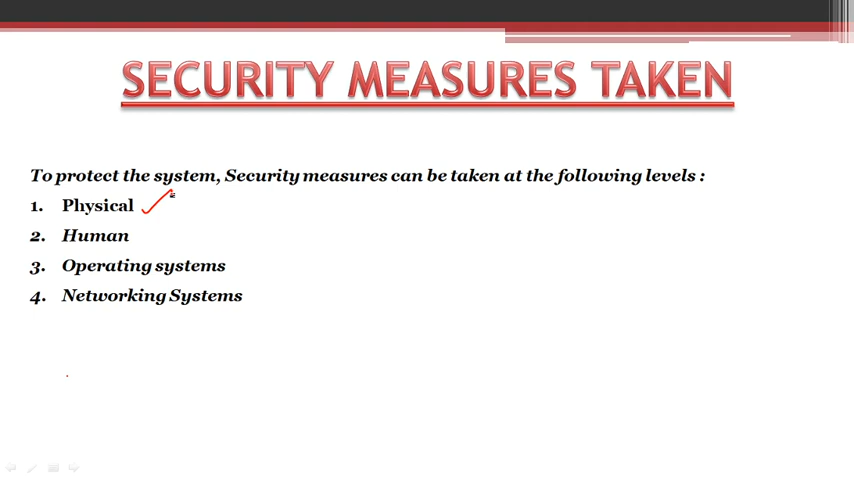 SECURITY MEASURES TAKEN
To protect the system, Security measures can be taken at the following levels :
1. Physical
2. Human
3. Operating systems
4. Networking Systems